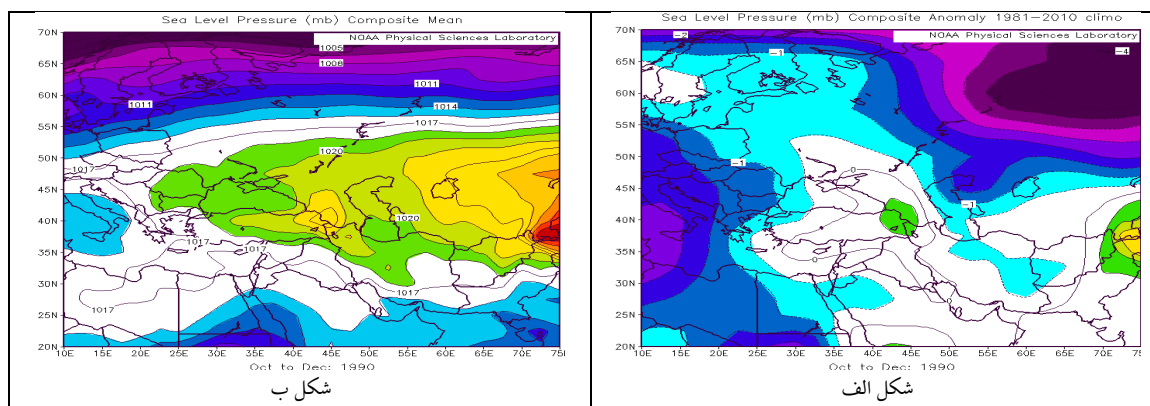 Sea Level Pressure (mb) Composite Mean
NOAA Physical Sciences Laboratory
70N
65N
60N
55N
50N
45N
40N
35N
30N
25N
20N
1005
1008
1011
1011
1014
1017
1017
1020
1020
1017
1017
1017
1017
10E 15E 20E 25E 30E 35E 40E 45E 50E 55E 60E 65E 70E 75I
Oct to Dec: 1990
شکل ب
Sea Level Pressure (mb) Composite Anomaly 1981–2010 climo
NOAA Physical Sciences Laboratory
70N
65N
60N
55N
50N
45N
40N
35N
30N
25N
20N
-2
-1
-4
-1
0
-1
0
0
10E 15E 20E 25E 30E 35E 40E 45E 50E 55E 60E 65E 70E 75I
Oct to Dec: 1990
شکل الف